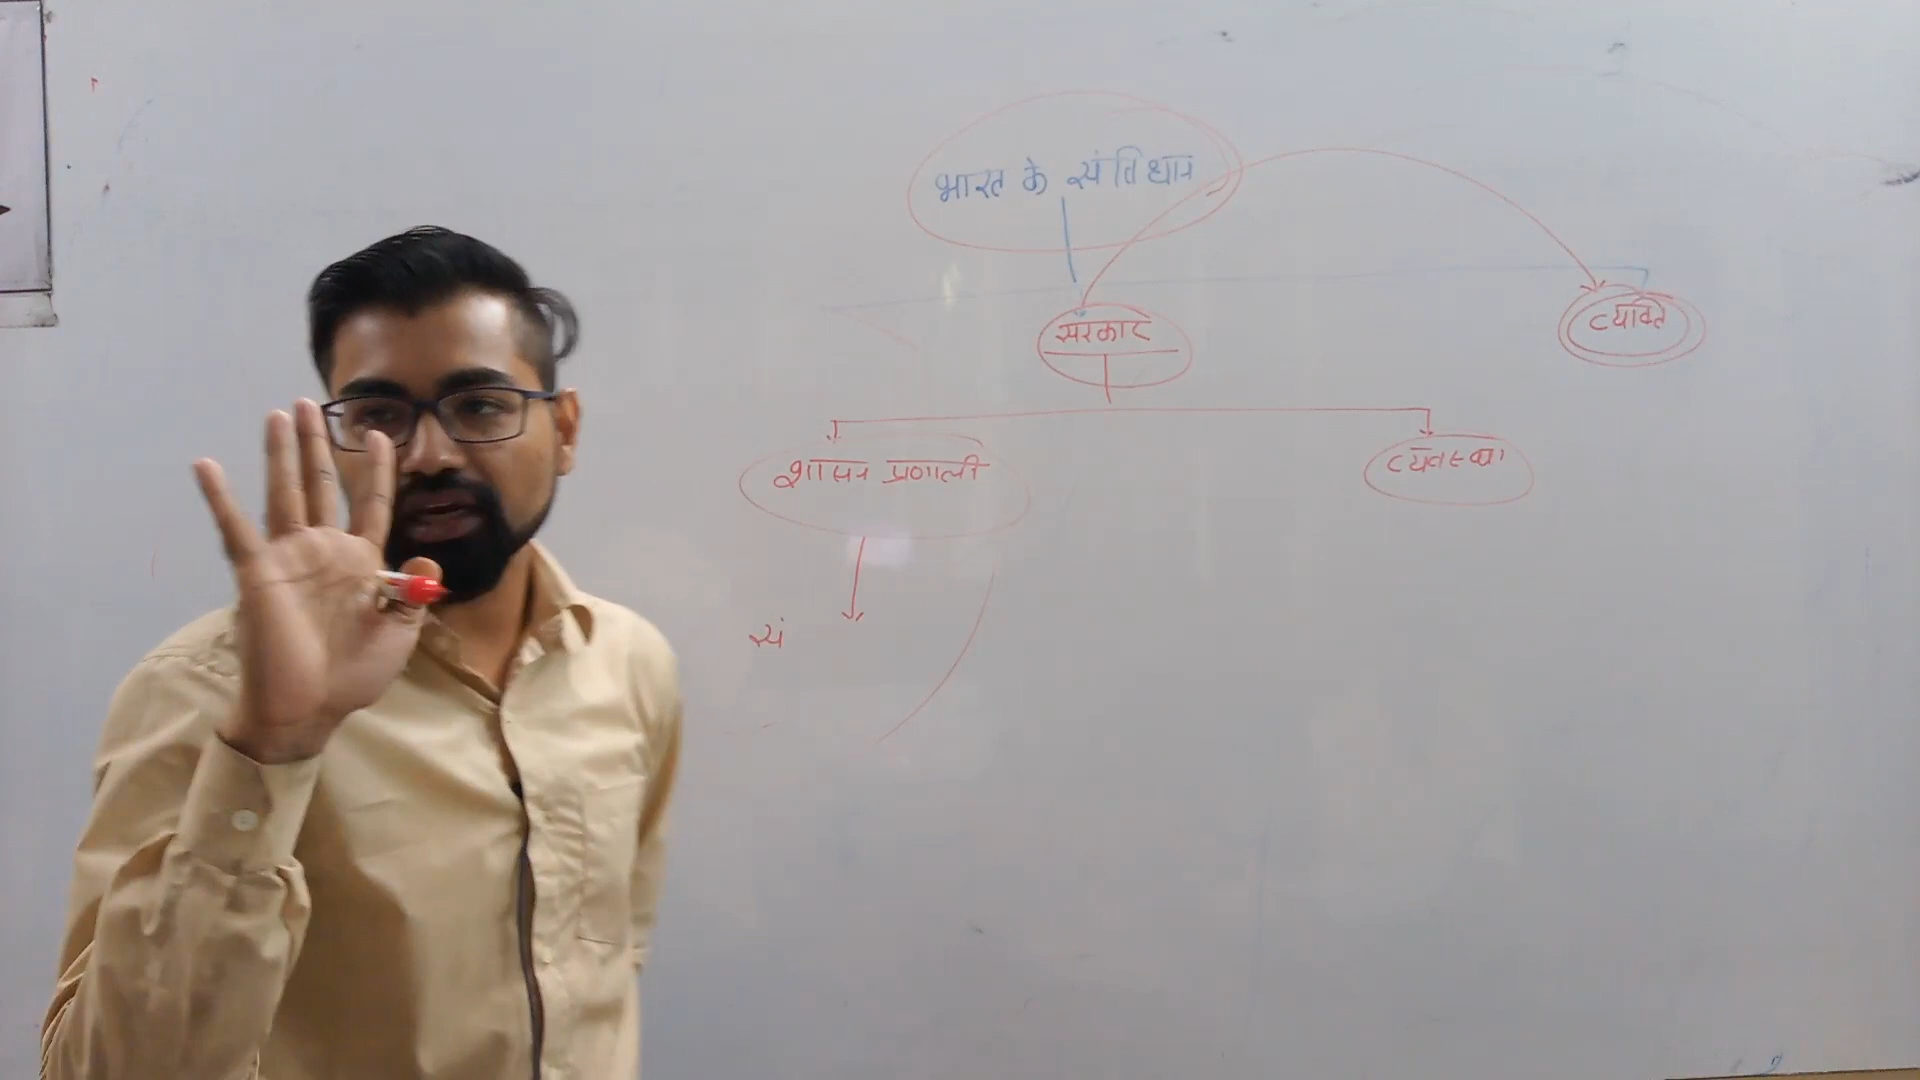 भारत के संविधान
सरकार
व्यक्ति
शासन प्रणाली
व्यवस्था
सं